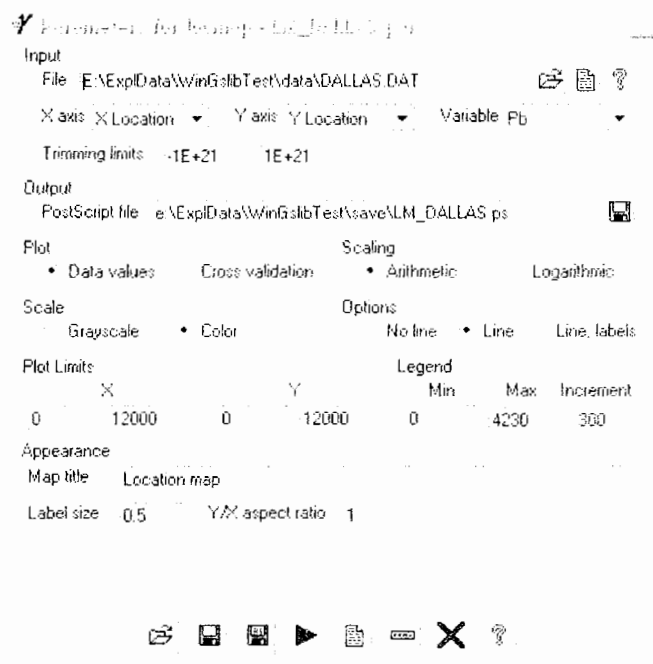 Parameters for locmap -
Input
File E:\ExplData\WinGslibTest\data\DALLAS.DAT
X axis X Location Y axis Y Location Variable Pb
Trimming limits -1E+21 1E+21
Output
PostScript file e:\ExplData\WinGslibTest\save\LM_DALLAS.ps
Plot Scaling
Data values Cross validation Arithmetic Logarithmic
Scale Options
Grayscale Color No line Line Line, labels
Plot Limits Legend
X Y Min Max Increment
0 12000 0 12000 0 4230 300
Appearance
Map title Location map
Label size 0.5 Y/X aspect ratio 1